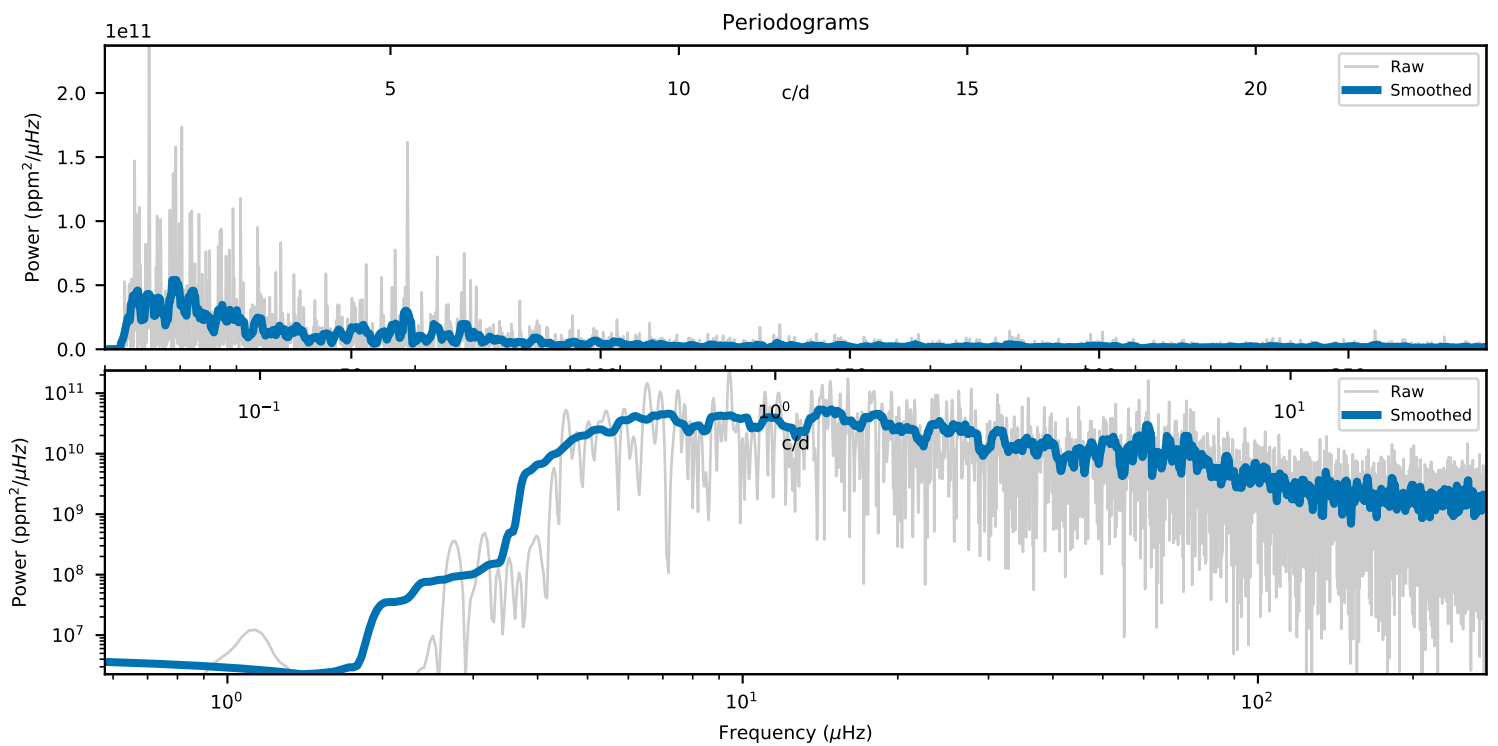 Periodograms
1e11
Power (ppm²/μHz)
2.0
1.5
1.0
0.5
0.0
5
10
15
20
c/d
Raw
Smoothed
Power (ppm²/μHz)
10¹¹
10¹⁰
10⁹
10⁸
10⁷
10⁻¹
10⁰
10¹
c/d
Raw
Smoothed
10⁰
10¹
10²
Frequency (μHz)